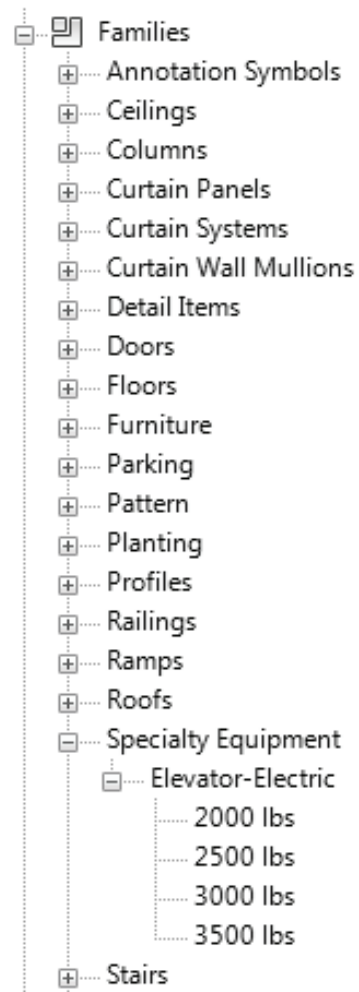 Families
Annotation Symbols
Ceilings
Columns
Curtain Panels
Curtain Systems
Curtain Wall Mullions
Detail Items
Doors
Floors
Furniture
Parking
Pattern
Planting
Profiles
Railings
Ramps
Roofs
Specialty Equipment
Elevator-Electric
2000 lbs
2500 lbs
3000 lbs
3500 lbs
Stairs